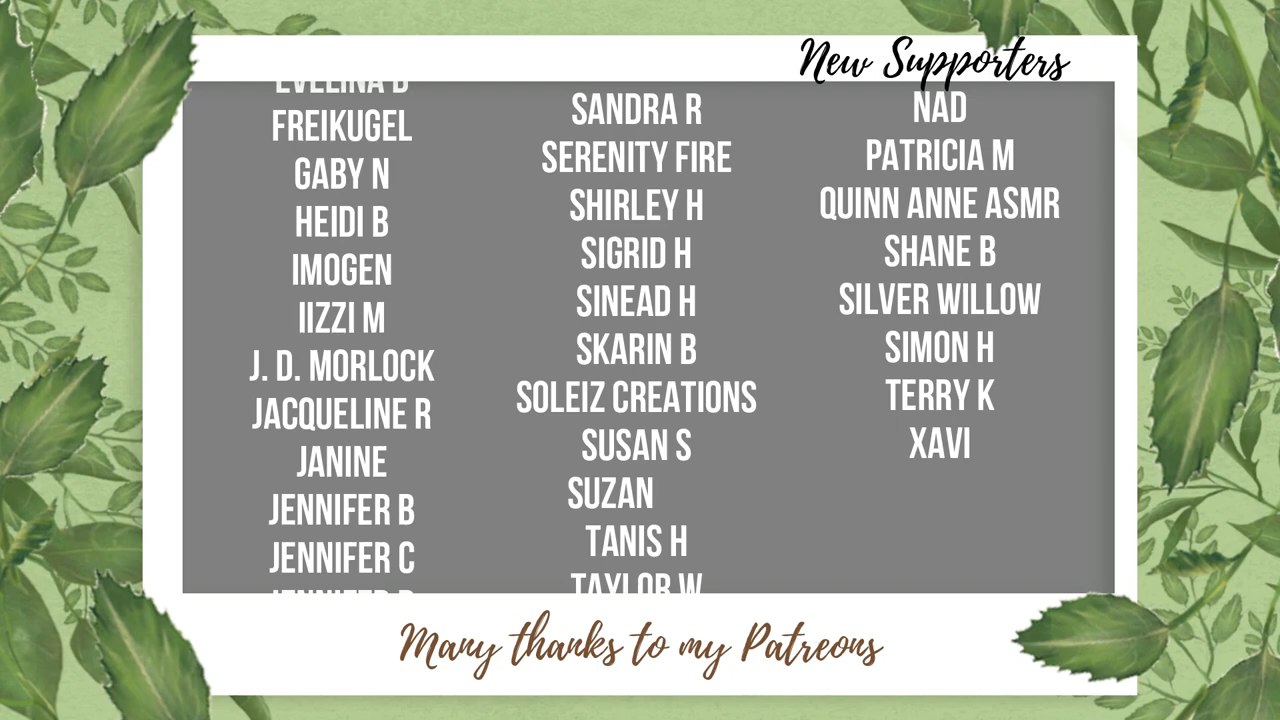 New Supporters
EVELINA B
FREIKUGEL
GABY N
HEIDI B
IMOGEN
IIZZI M
J. D. MORLOCK
JACQUELINE R
JANINE
JENNIFER B
JENNIFER C
SANDRA R
SERENITY FIRE
SHIRLEY H
SIGRID H
SINEAD H
SKARIN B
SOLEIZ CREATIONS
SUSAN S
SUZAN
TANIS H
TAYLOR W
NAD
PATRICIA M
QUINN ANNE ASMR
SHANE B
SILVER WILLOW
SIMON H
TERRY K
XAVI
Many thanks to my Patreons